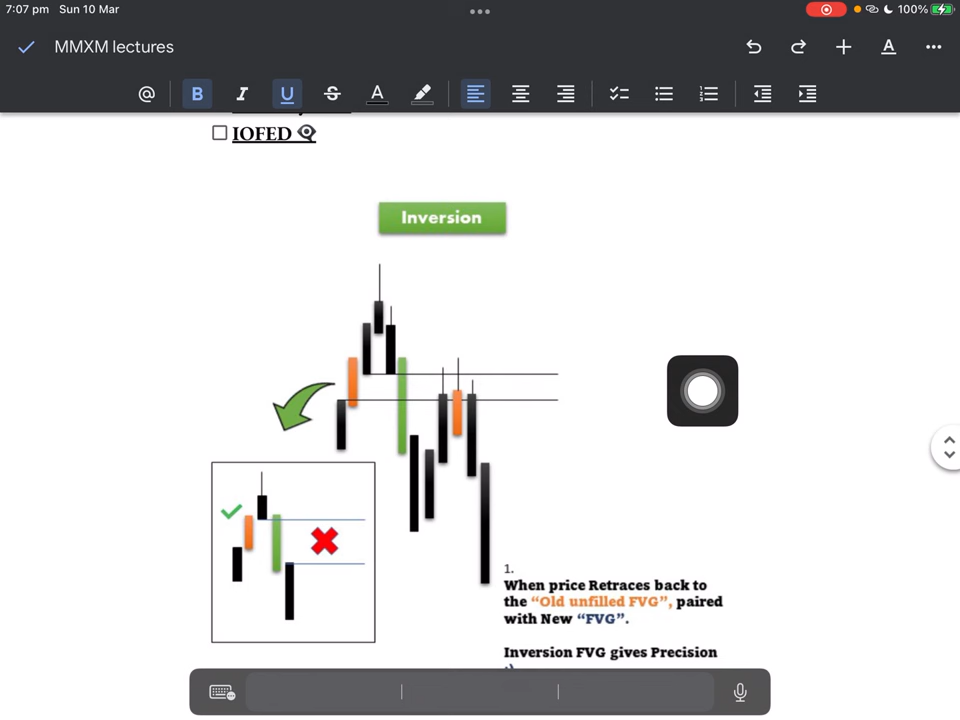 7:07 pm Sun 10 Mar
100%
MMXM lectures
IOFED
Inversion
1.
When price Retraces back to
the “Old unfilled FVG”, paired
with New “FVG”.
Inversion FVG gives Precision